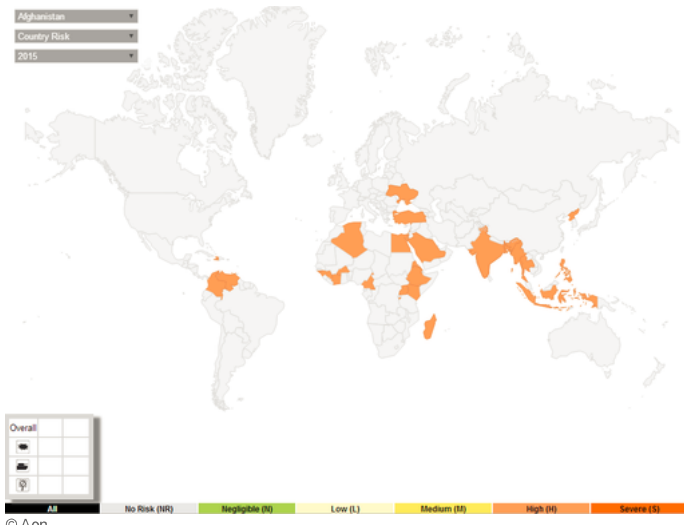 Afghanistan
Country Risk
2015
Overall
All No Risk (NR) Negligible (N) Low (L) Medium (M) High (H) Severe (S)
© Aon